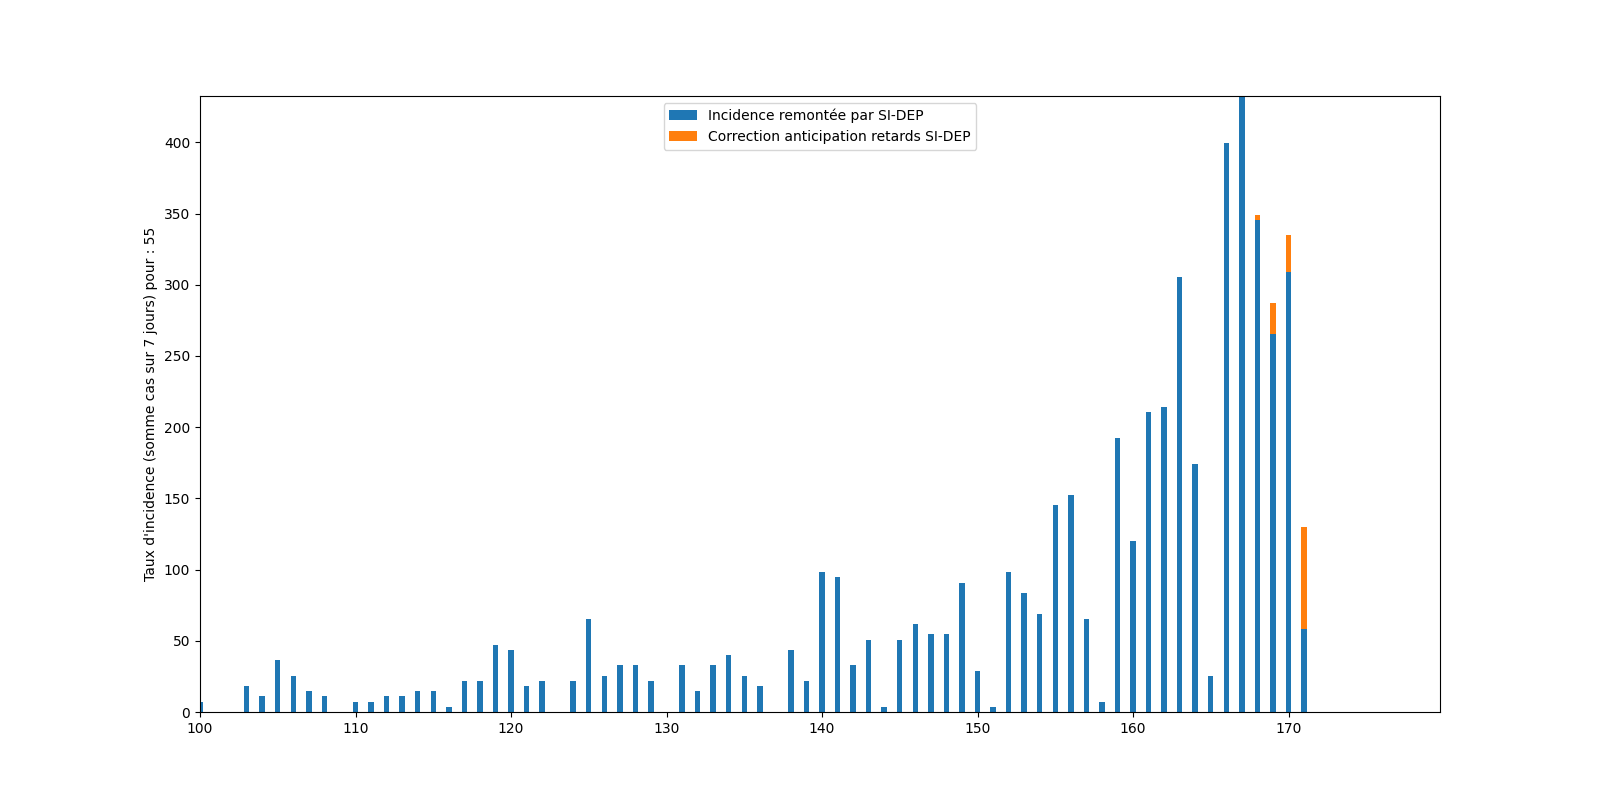 Incidence remontée par SI-DEP
Correction anticipation retards SI-DEP
Taux d'incidence (somme cas sur 7 jours) pour : 55
400
350
300
250
200
150
100
50
0
100 110 120 130 140 150 160 170